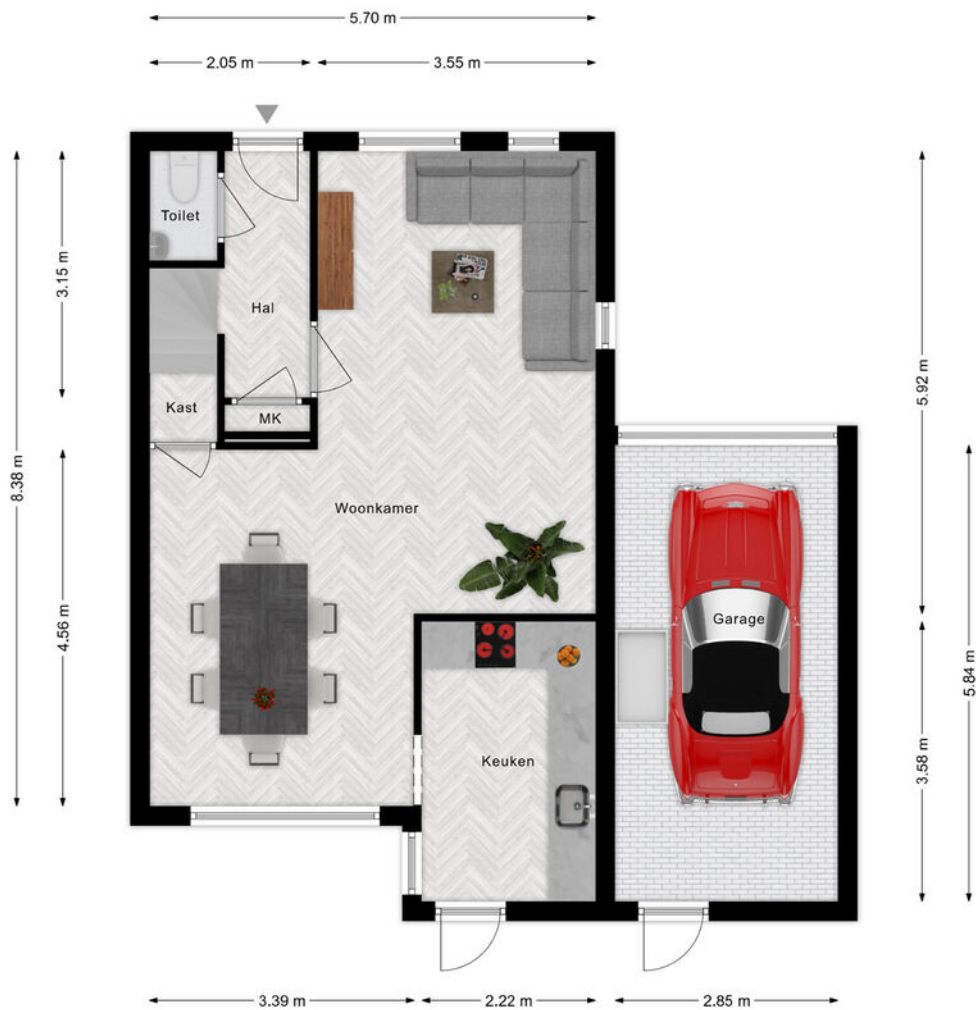 5.70 m
2.05 m
3.55 m
Toilet
Hal
Kast
MK
Woonkamer
Garage
Keuken
8.38 m
3.15 m
4.56 m
5.92 m
3.58 m
5.84 m
3.39 m
2.22 m
2.85 m